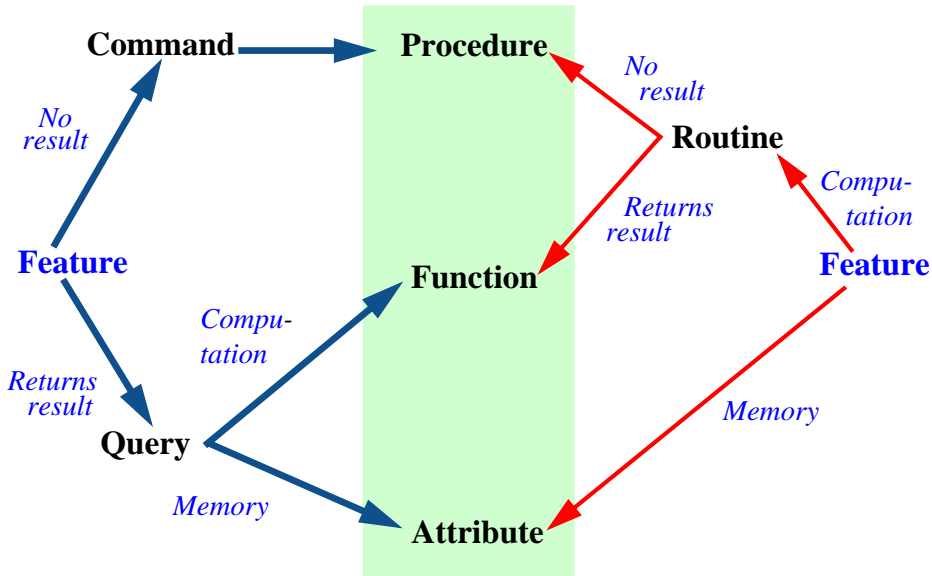 Command
Procedure
No
result
No
result
Routine
Compu-
tation
Returns
result
Feature
Function
Feature
Compu-
tation
Returns
result
Memory
Query
Memory
Attribute